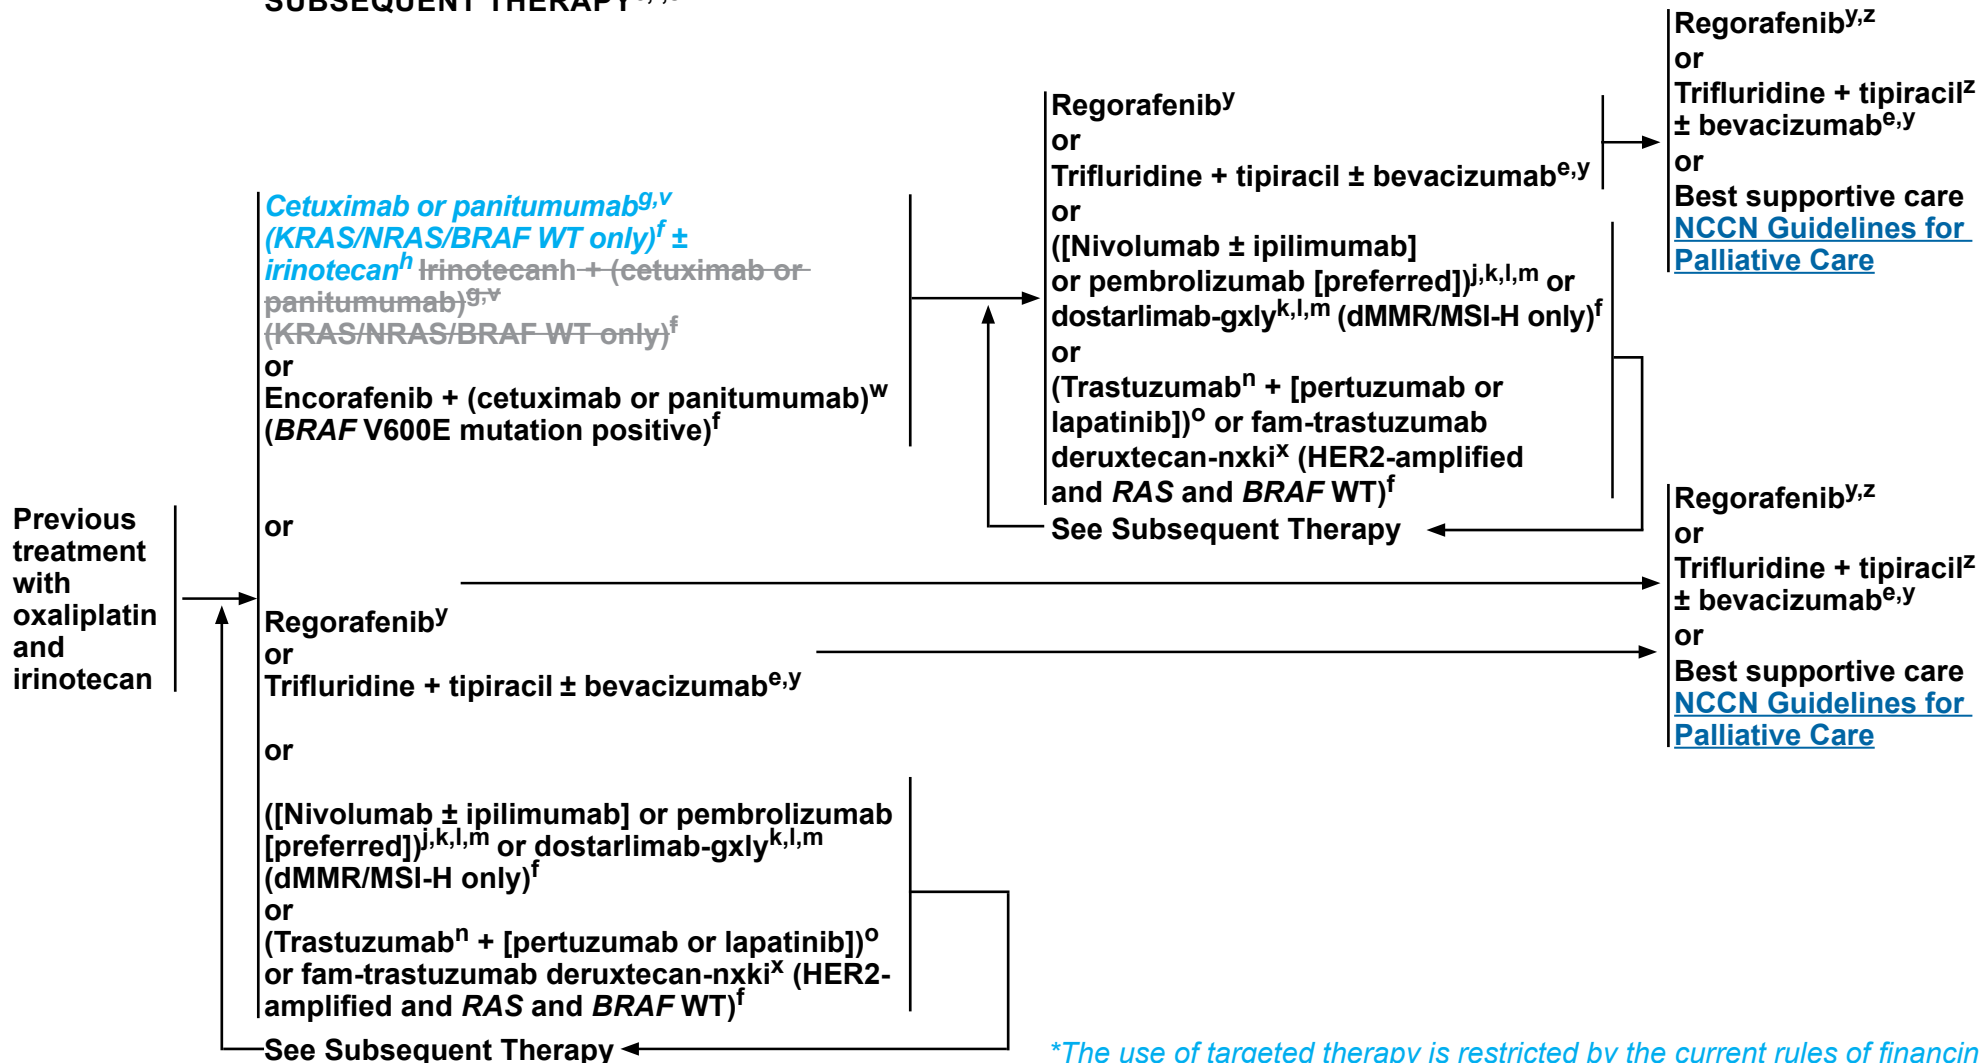 SUBSEQUENT THERAPY
Previous
treatment
with
oxaliplatin
and
irinotecan
Cetuximab or panitumumab^g,v
(KRAS/NRAS/BRAF WT only)^f ±
irinotecan^h Irinotecanh + (cetuximab or
panitumumab)^g,v
(KRAS/NRAS/BRAF WT only)^f
or
Encorafenib + (cetuximab or panitumumab)^w
(BRAF V600E mutation positive)^f
or
Regorafenib^y
or
Trifluridine + tipiracil ± bevacizumab^e,y
or
([Nivolumab ± ipilimumab] or pembrolizumab
[preferred])^j,k,l,m or dostarlimab-gxly^k,l,m
(dMMR/MSI-H only)^f
or
(Trastuzumab^n + [pertuzumab or lapatinib])^o
or fam-trastuzumab deruxtecan-nxki^x (HER2-
amplified and RAS and BRAF WT)^f
See Subsequent Therapy
Regorafenib^y
or
Trifluridine + tipiracil ± bevacizumab^e,y
or
([Nivolumab ± ipilimumab]
or pembrolizumab [preferred])^j,k,l,m or
dostarlimab-gxly^k,l,m (dMMR/MSI-H only)^f
or
(Trastuzumab^n + [pertuzumab or
lapatinib])^o or fam-trastuzumab
deruxtecan-nxki^x (HER2-amplified
and RAS and BRAF WT)^f
See Subsequent Therapy
Regorafenib^y,z
or
Trifluridine + tipiracil^z
± bevacizumab^e,y
or
Best supportive care
NCCN Guidelines for
Palliative Care
Regorafenib^y,z
or
Trifluridine + tipiracil^z
± bevacizumab^e,y
or
Best supportive care
NCCN Guidelines for
Palliative Care
*The use of targeted therapy is restricted by the current rules of financin